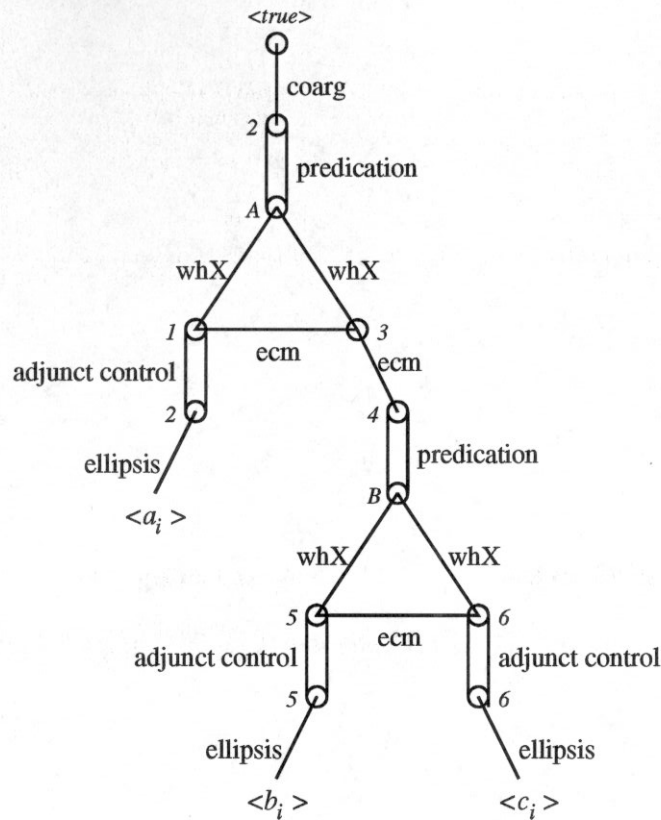 <true>
coarg
2
predication
A
whX whX
1 3
ecm
ecm
adjunct control
2 4
ellipsis
predication
<a_i>
B
whX whX
5 6
ecm
adjunct control adjunct control
5 6
ellipsis ellipsis
<b_i> <c_i>